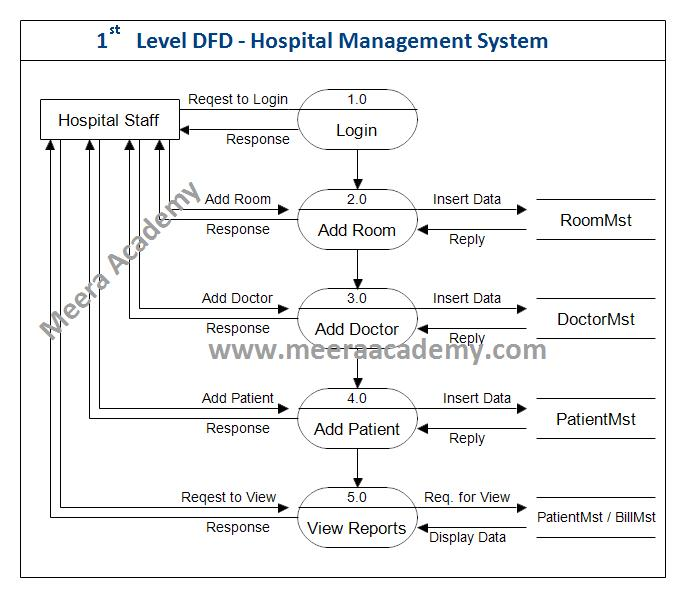 1st Level DFD - Hospital Management System
Hospital Staff
Reqest to Login
Response
1.0
Login
Add Room
Response
2.0
Add Room
Insert Data
Reply
RoomMst
Add Doctor
Response
3.0
Add Doctor
Insert Data
Reply
DoctorMst
Meera Academy
www.meeraacademy.com
Add Patient
Response
4.0
Add Patient
Insert Data
Reply
PatientMst
Reqest to View
Response
5.0
View Reports
Req. for View
Display Data
PatientMst / BillMst